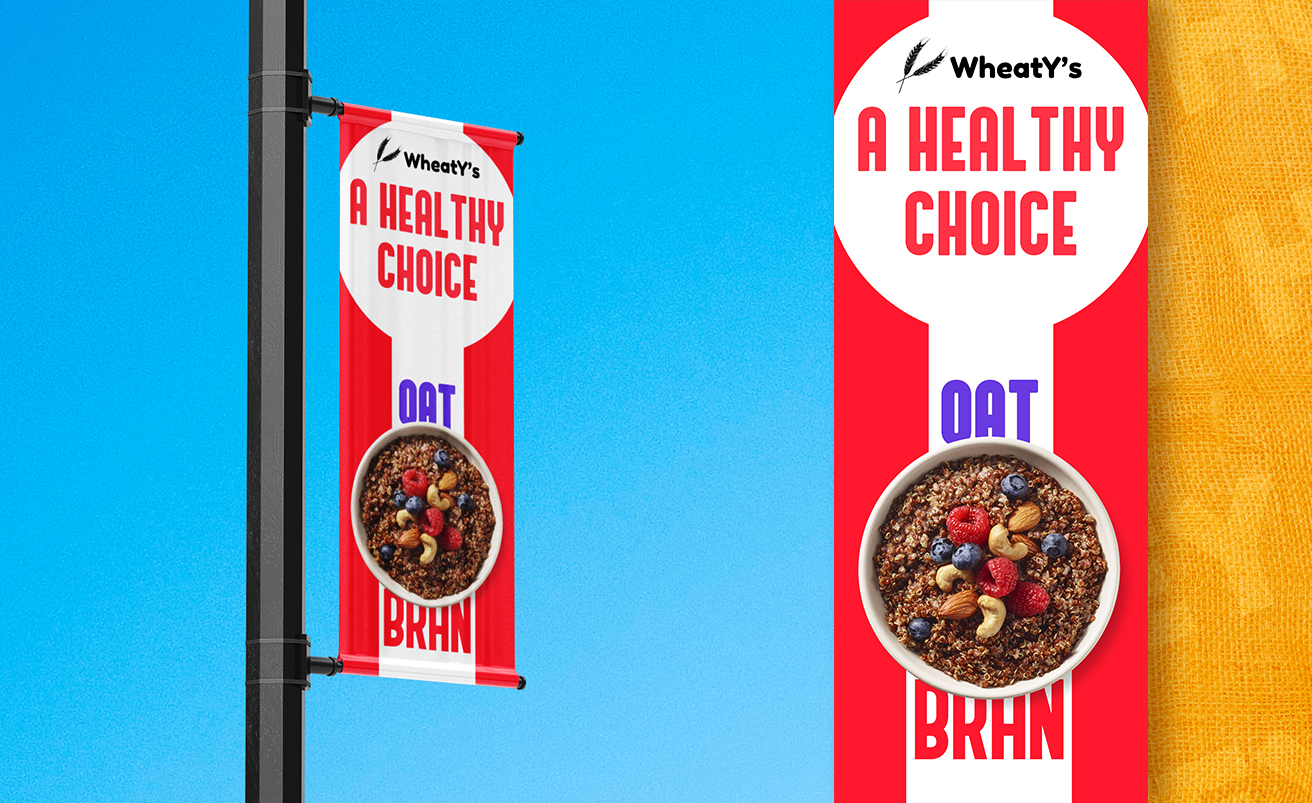 WheatY's
A HEALTHY
CHOICE
OAT
BRAN
WheatY's
A HEALTHY
CHOICE
OAT
BRAN